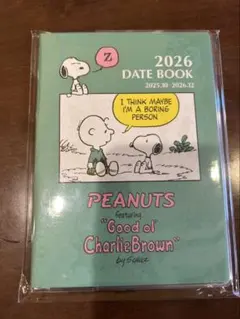 Z
2026
DATE BOOK
2025.10-2026.12
I THINK MAYBE
I'M A BORING
PERSON
PEANUTS
featuring
"Good ol'
CharlieBrown"
by Schulz